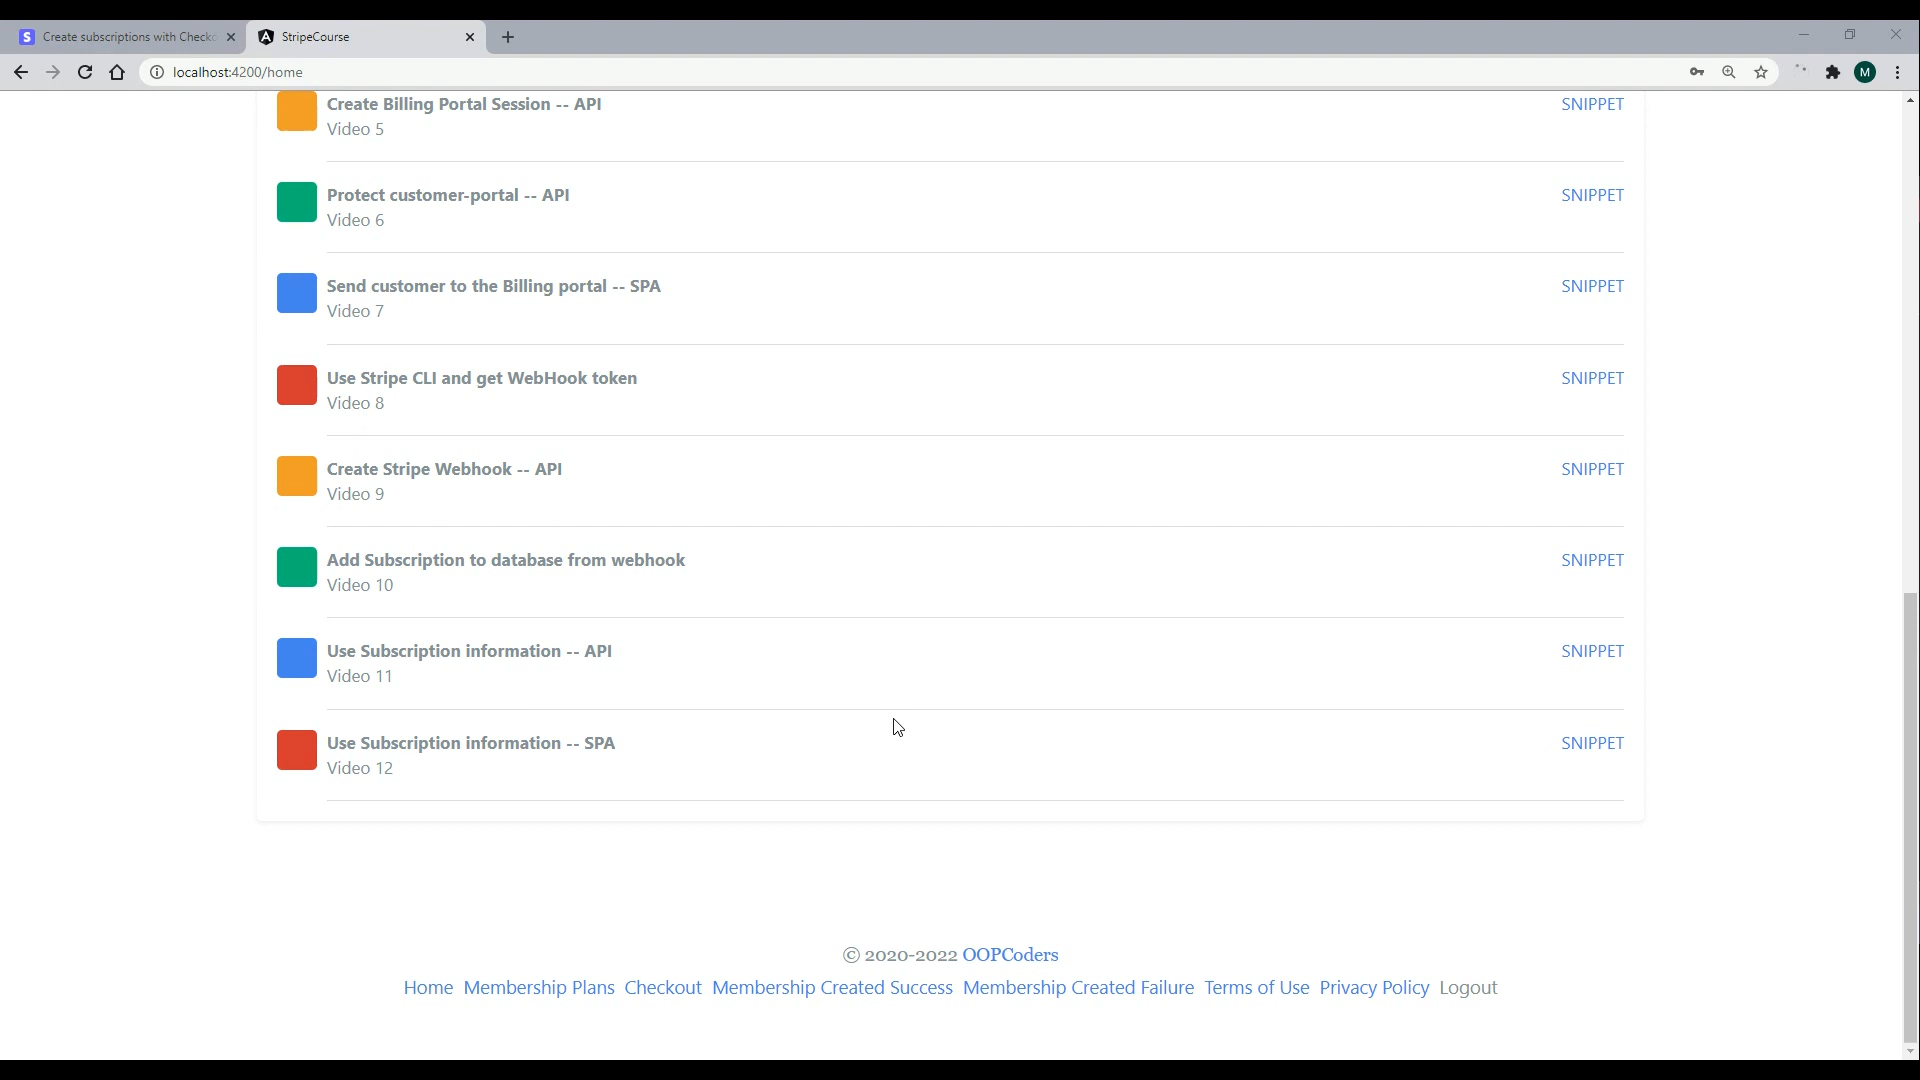 Create subscriptions with Checko
StripeCourse
localhost:4200/home
M
Create Billing Portal Session -- API
SNIPPET
Video 5
Protect customer-portal -- API
SNIPPET
Video 6
Send customer to the Billing portal -- SPA
SNIPPET
Video 7
Use Stripe CLI and get WebHook token
SNIPPET
Video 8
Create Stripe Webhook -- API
SNIPPET
Video 9
Add Subscription to database from webhook
SNIPPET
Video 10
Use Subscription information -- API
SNIPPET
Video 11
Use Subscription information -- SPA
SNIPPET
Video 12
© 2020-2022 OOPCoders
Home Membership Plans Checkout Membership Created Success Membership Created Failure Terms of Use Privacy Policy Logout